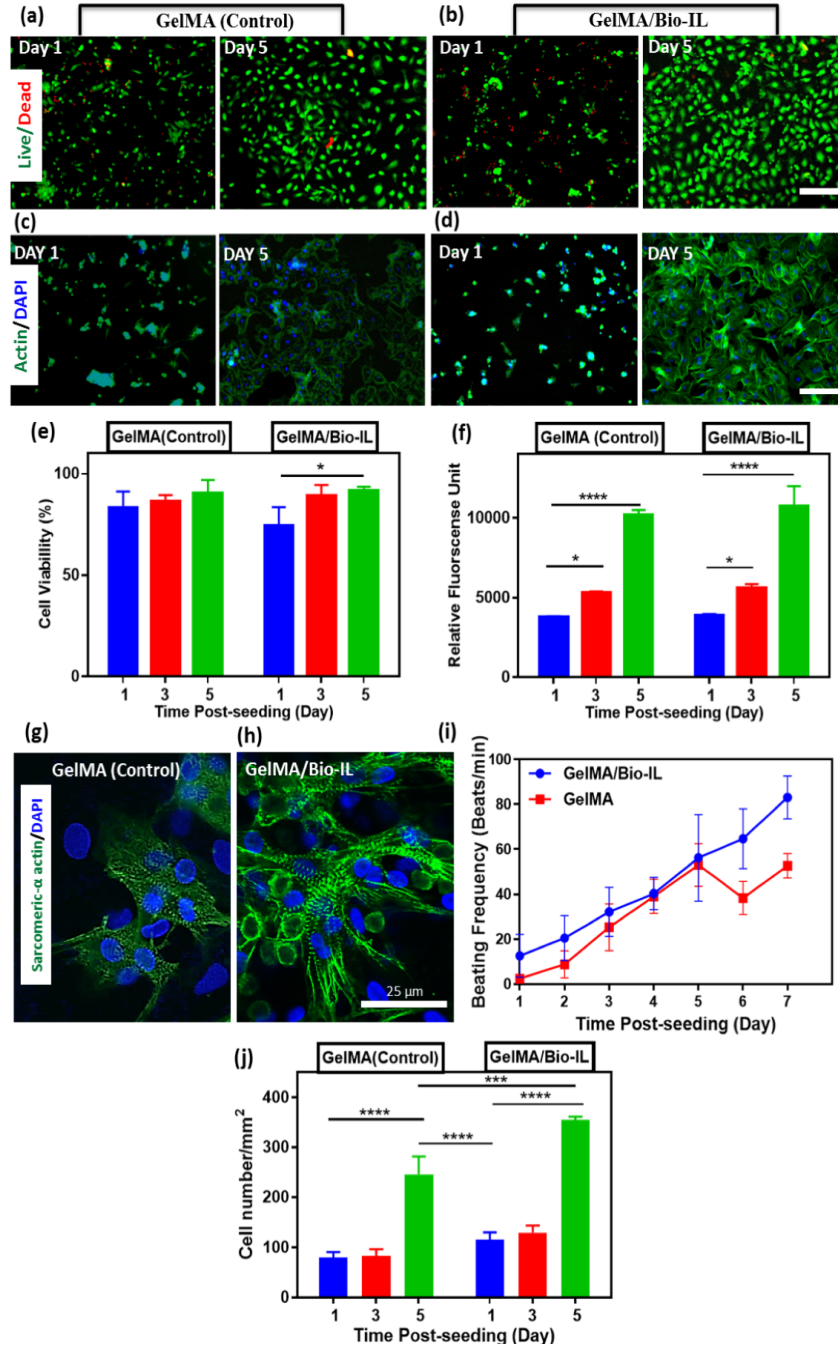 (a)
GelMA (Control)
(b)
GelMA/Bio-IL
Day 1
Day 5
Day 1
Day 5
Live/Dead
(c)
(d)
DAY 1
DAY 5
Day 1
DAY 5
Actin/DAPI
(e)
GelMA(Control)
GelMA/Bio-IL
100
50
0
*
Cell Viabillity (%)
1
3
5
1
3
5
Time Post-seeding (Day)
(f)
GelMA (Control)
GelMA/Bio-IL
10000
5000
0
****
*
****
*
Relative Fluorscense Unit
1
3
5
1
3
5
Time Post-seeding (Day)
(g)
GelMA (Control)
Sarcomeric-α actin/DAPI
(h)
GelMA/Bio-IL
25 µm
(i)
100
80
60
40
20
0
GelMA/Bio-IL
GelMA
Beating Frequency (Beats/min)
1
2
3
4
5
6
7
Time Post-seeding (Day)
(j)
GelMA(Control)
GelMA/Bio-IL
400
300
200
100
0
***
****
****
****
Cell number/mm²
1
3
5
1
3
5
Time Post-seeding (Day)